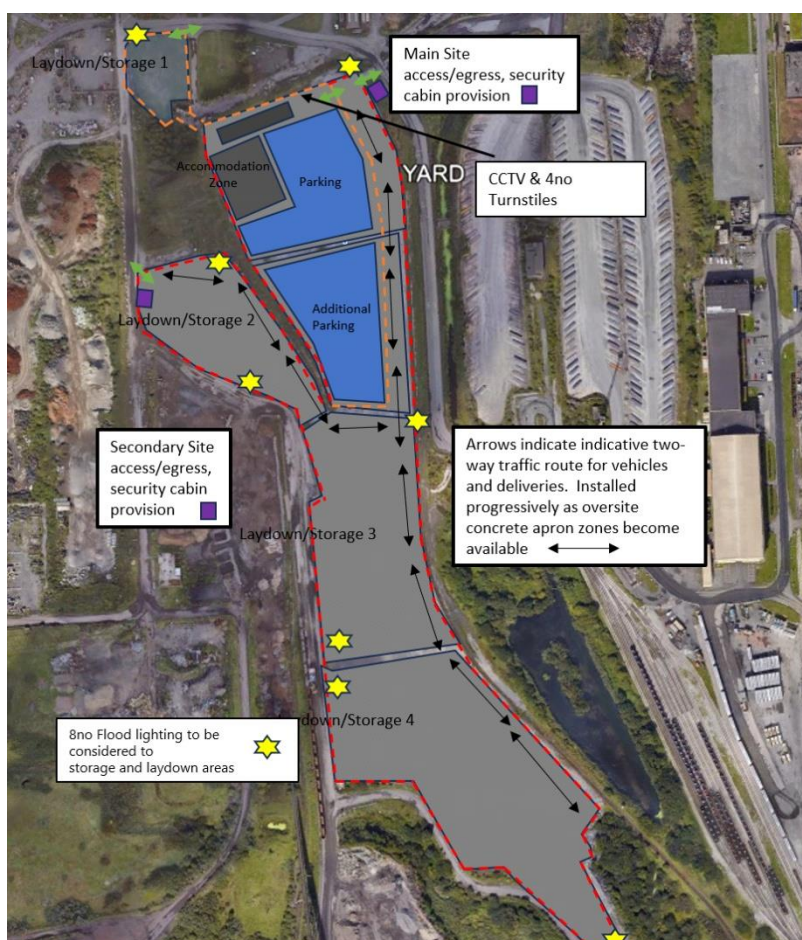 Laydown/Storage 1
Main Site
access/egress, security
cabin provision
Accommodation
Zone
Parking
YARD
CCTV & 4no
Turnstiles
Laydown/Storage 2
Additional
Parking
Secondary Site
access/egress,
security cabin
provision
Arrows indicate indicative two-
way traffic route for vehicles
and deliveries. Installed
progressively as oversite
concrete apron zones become
available
Laydown/Storage 3
Laydown/Storage 4
8no Flood lighting to be
considered to
storage and laydown areas